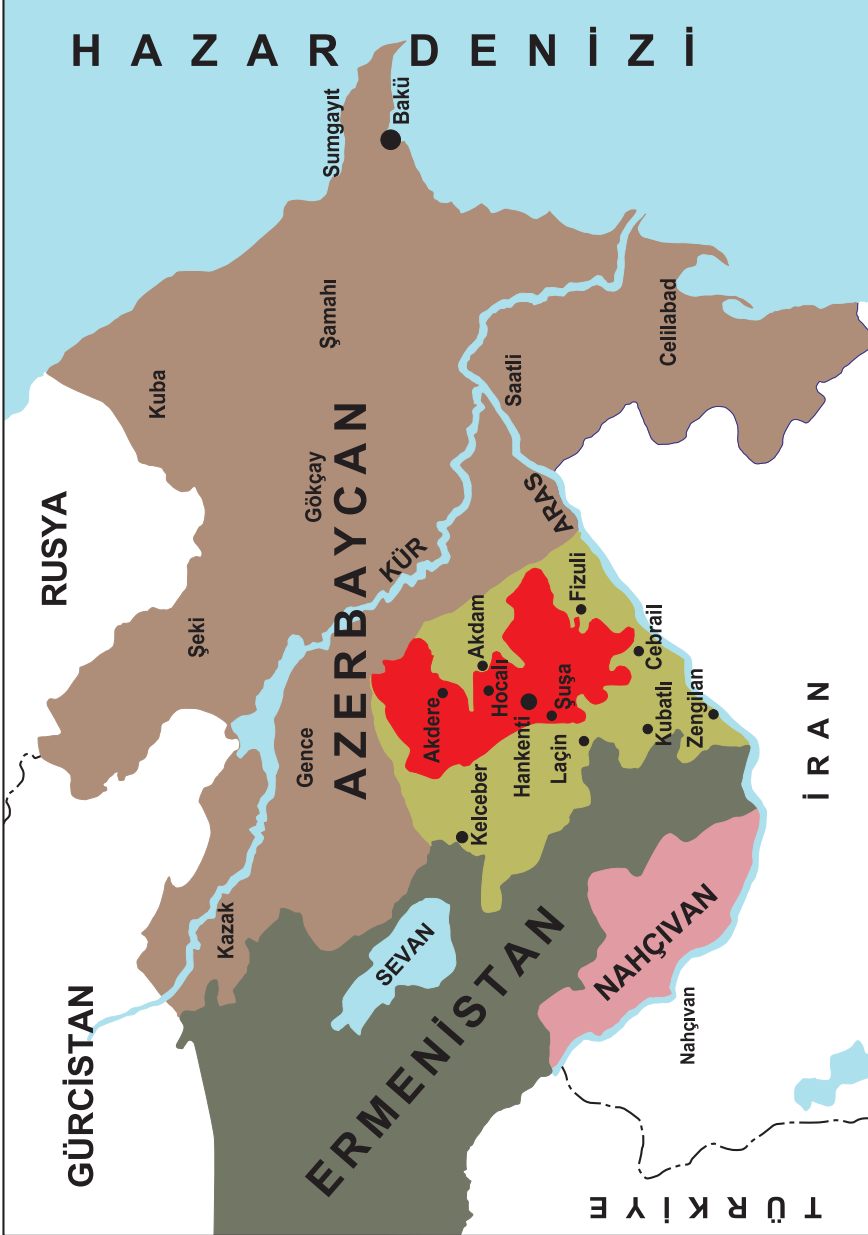 HAZAR DENİZİ
RUSYA
GÜRCİSTAN
AZERBAYCAN
ERMENİSTAN
NAHÇIVAN
İRAN
TÜRKİYE
SEVAN
KÜR
ARAS
Sumgayıt
Bakü
Kuba
Şamahı
Gökçay
Şeki
Gence
Kazak
Saatli
Celilabad
Akdere
Akdam
Hocalı
Hankenti
Şuşa
Fizuli
Cebrail
Laçin
Kubatlı
Zengilan
Kelceber
Nahçıvan